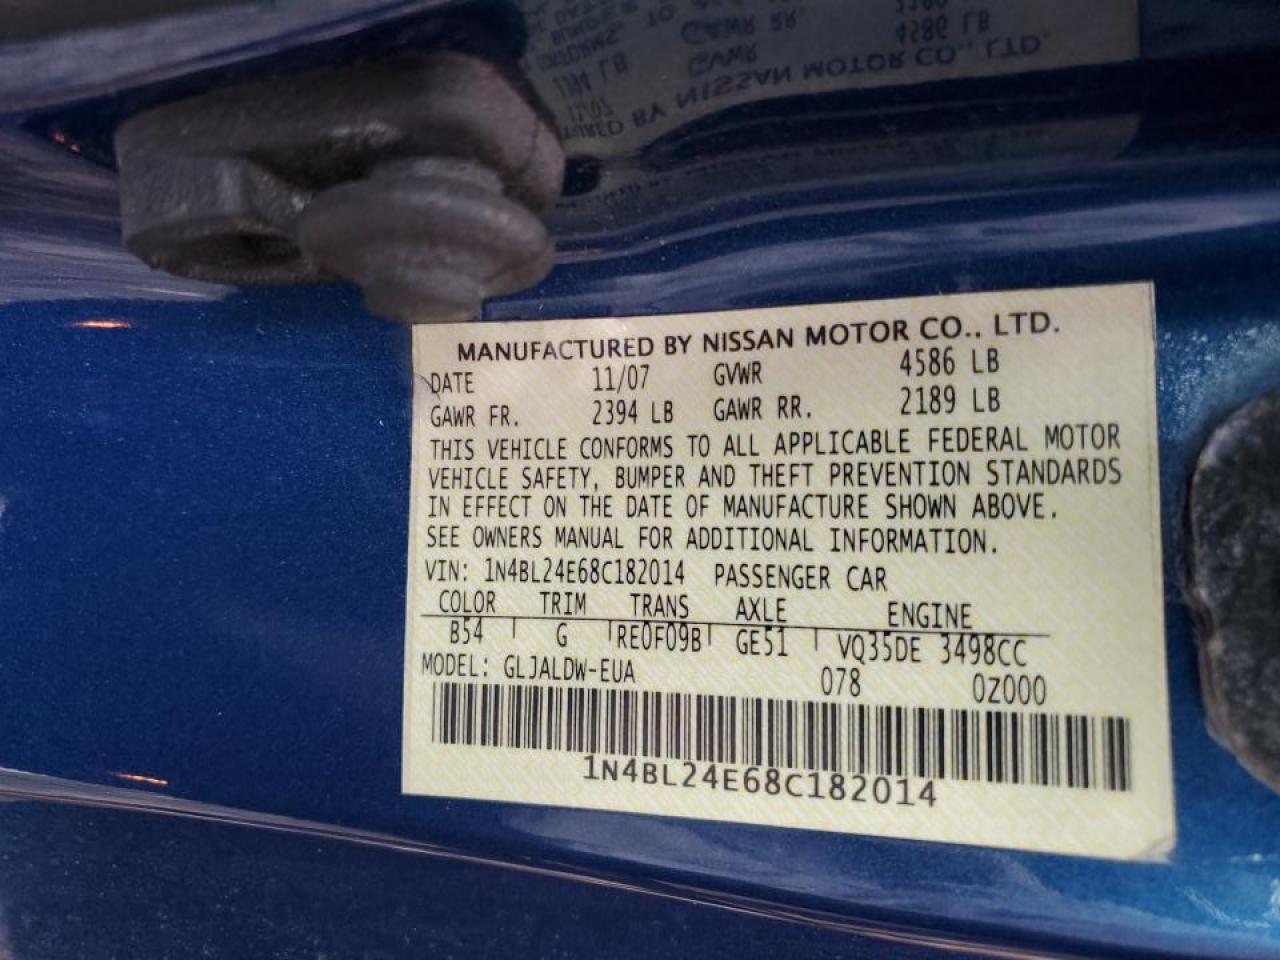 MANUFACTURED BY NISSAN MOTOR CO., LTD.
DATE 11/07 GVWR 4586 LB
GAWR FR. 2394 LB GAWR RR. 2189 LB
THIS VEHICLE CONFORMS TO ALL APPLICABLE FEDERAL MOTOR
VEHICLE SAFETY, BUMPER AND THEFT PREVENTION STANDARDS
IN EFFECT ON THE DATE OF MANUFACTURE SHOWN ABOVE.
SEE OWNERS MANUAL FOR ADDITIONAL INFORMATION.
VIN: 1N4BL24E68C182014 PASSENGER CAR
COLOR TRIM TRANS AXLE ENGINE
B54 G RE0F09B GE51 VQ35DE 3498CC
MODEL: GLJALDW-EUA 078 0Z000
1N4BL24E68C182014